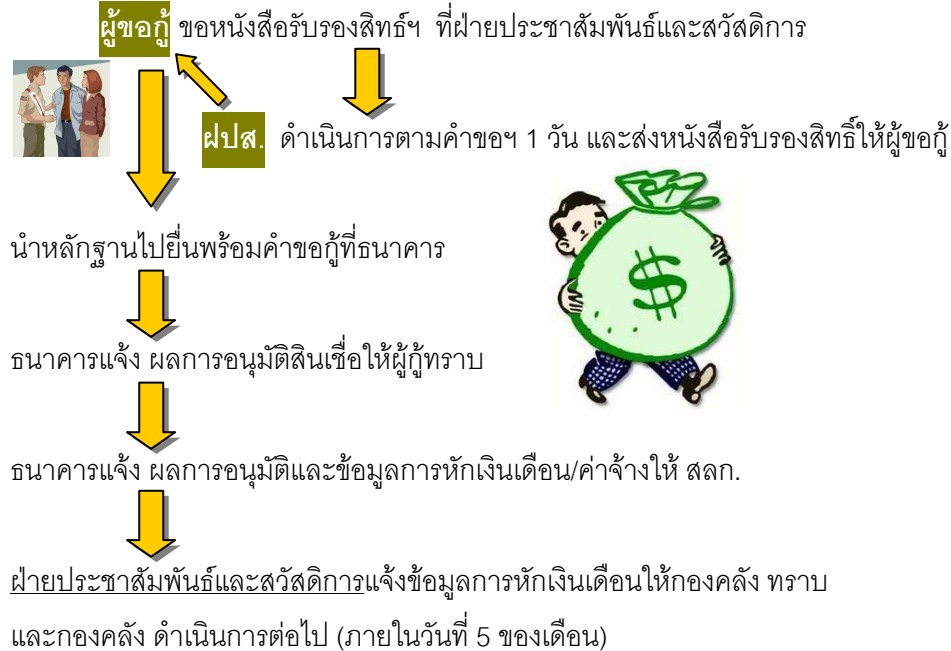 ผู้ขอกู้ ขอหนังสือรับรองสิทธ์ฯ ที่ฝ่ายประชาสัมพันธ์และสวัสดิการ
ฝปส. ดำเนินการตามคำขอฯ 1 วัน และส่งหนังสือรับรองสิทธิ์ให้ผู้ขอกู้
$
นำหลักฐานไปยื่นพร้อมคำขอกู้ที่ธนาคาร
ธนาคารแจ้ง ผลการอนุมัติสินเชื่อให้ผู้กู้ทราบ
ธนาคารแจ้ง ผลการอนุมัติและข้อมูลการหักเงินเดือน/ค่าจ้างให้ สลก.
ฝ่ายประชาสัมพันธ์และสวัสดิการแจ้งข้อมูลการหักเงินเดือนให้กองคลัง ทราบ
และกองคลัง ดำเนินการต่อไป (ภายในวันที่ 5 ของเดือน)